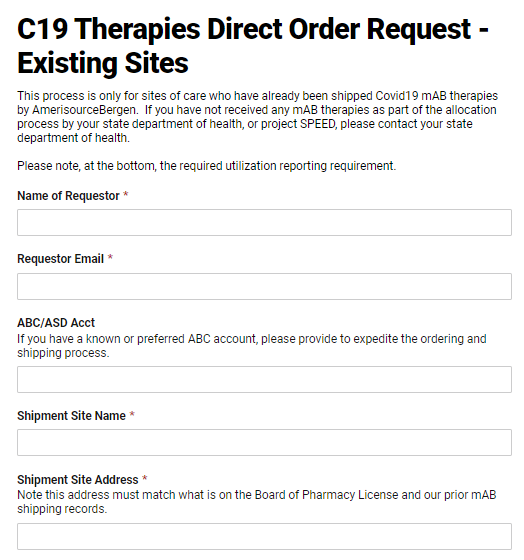 C19 Therapies Direct Order Request -
Existing Sites
This process is only for sites of care who have already been shipped Covid19 mAB therapies
by AmerisourceBergen.  If you have not received any mAB therapies as part of the allocation
process by your state department of health, or project SPEED, please contact your state
department of health.
Please note, at the bottom, the required utilization reporting requirement.
Name of Requestor *
Requestor Email *
ABC/ASD Acct
If you have a known or preferred ABC account, please provide to expedite the ordering and
shipping process.
Shipment Site Name *
Shipment Site Address *
Note this address must match what is on the Board of Pharmacy License and our prior mAB
shipping records.